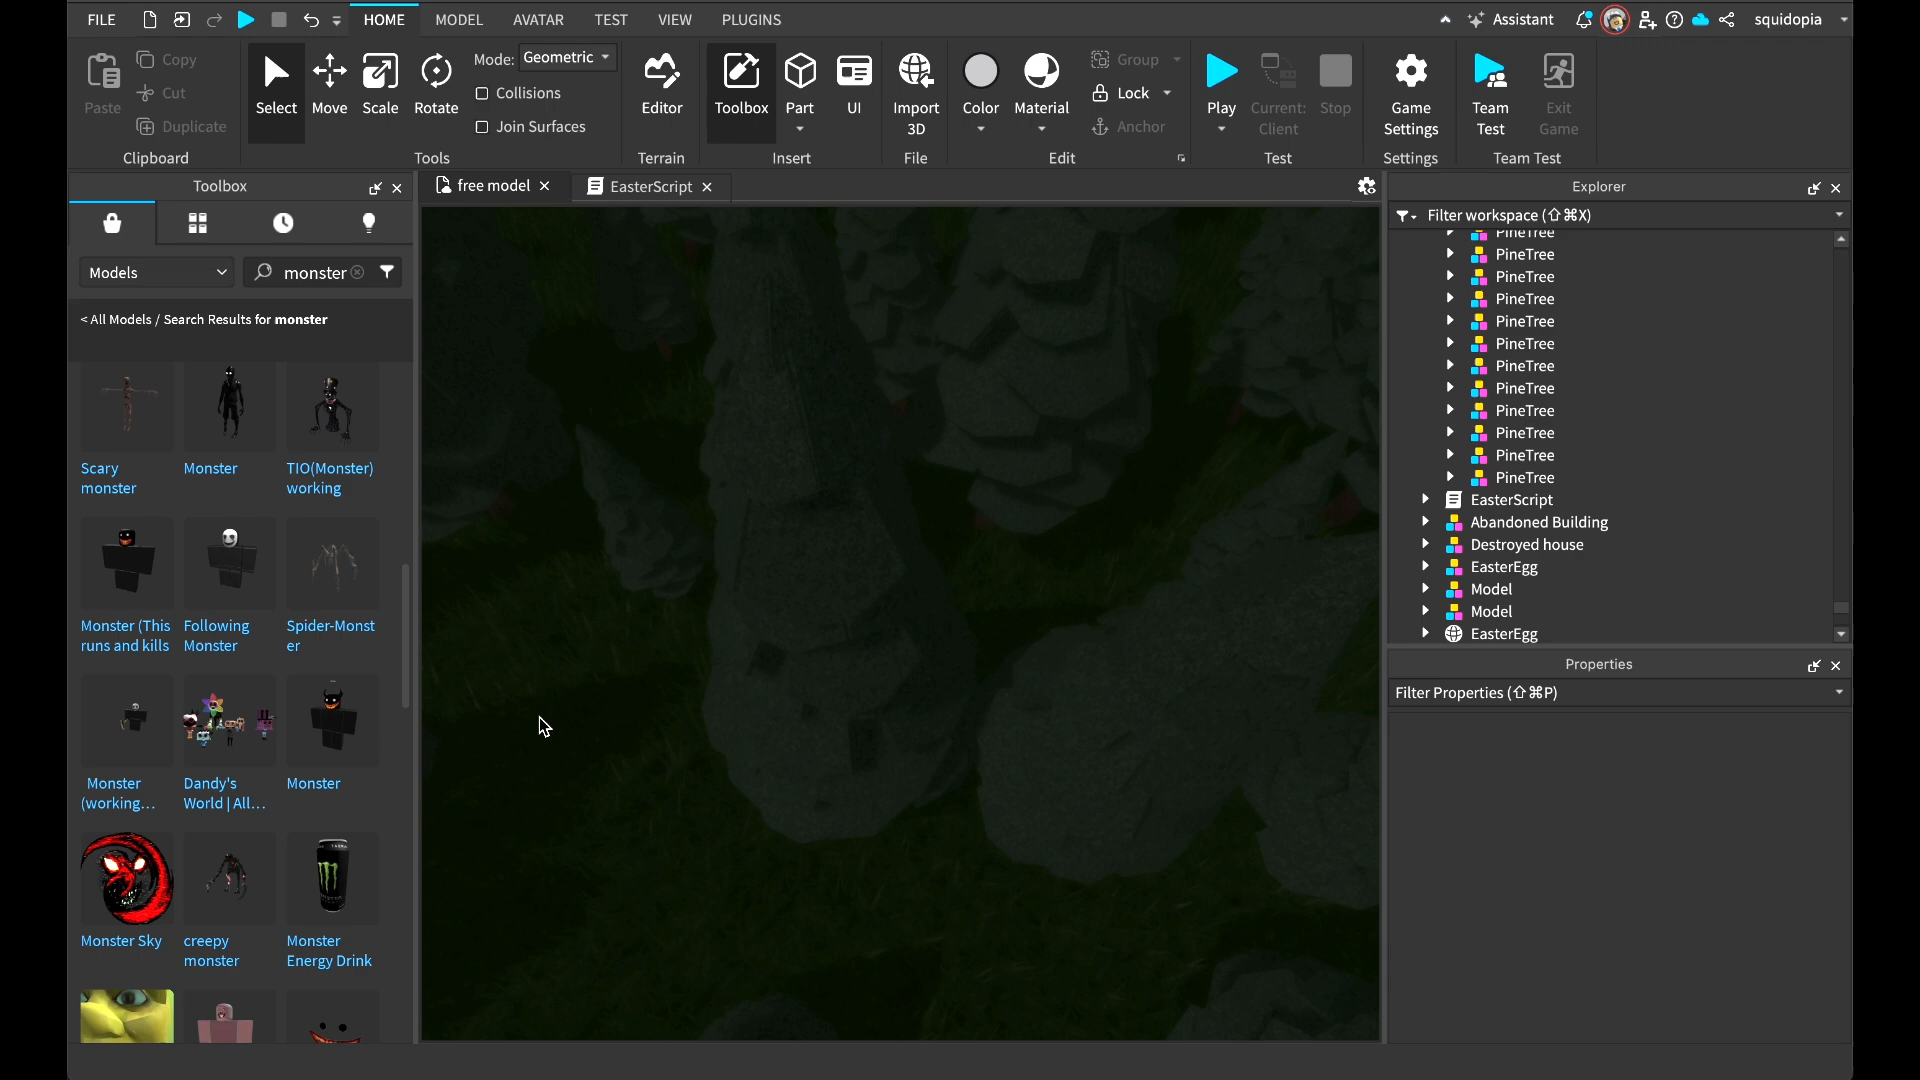 FILE HOME MODEL AVATAR TEST VIEW PLUGINS Assistant squidopia
Paste Copy Cut Duplicate
Clipboard
Select Move Scale Rotate Mode: Geometric
Collisions
Join Surfaces
Tools
Editor
Terrain
Toolbox Part UI
Insert
Import
3D
File
Color Material Group
Lock
Anchor
Edit
Play Current:
Client
Stop
Test
Game
Settings
Settings
Team
Test
Exit
Game
Team Test
Toolbox
Models monster
< All Models / Search Results for monster
Scary
monster
Monster
TIO(Monster)
working
Monster (This
runs and kills
Following
Monster
Spider-Monst
er
Monster
(working...
Dandy's
World | All...
Monster
Monster Sky
creepy
monster
Monster
Energy Drink
TAONA
free model EasterScript
Explorer
Filter workspace (⇧⌘X)
PineTree
PineTree
PineTree
PineTree
PineTree
PineTree
PineTree
PineTree
PineTree
PineTree
PineTree
PineTree
EasterScript
Abandoned Building
Destroyed house
EasterEgg
Model
Model
EasterEgg
Properties
Filter Properties (⇧⌘P)